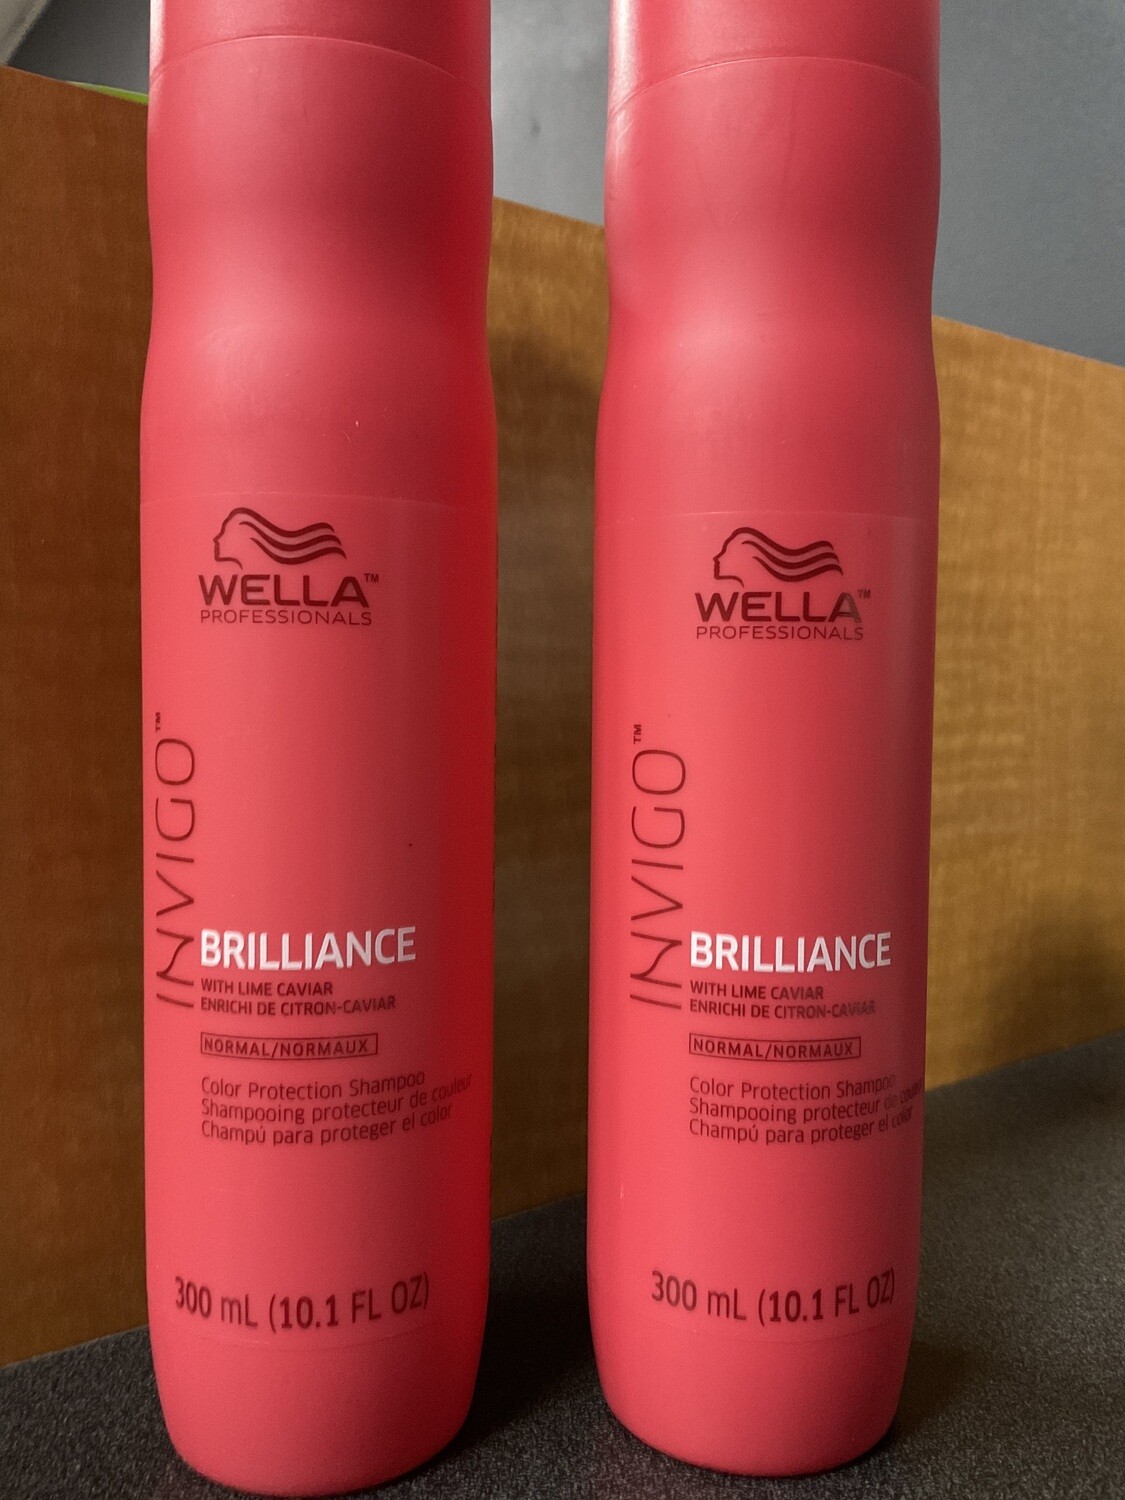 WELLA™
PROFESSIONALS
INVIGO™
BRILLIANCE
WITH LIME CAVIAR
ENRICHI DE CITRON-CAVIAR
NORMAL/NORMAUX
Color Protection Shampoo
Shampooing protecteur de couleur
Champú para proteger el color
300 mL (10.1 FL OZ)
WELLA™
PROFESSIONALS
INVIGO™
BRILLIANCE
WITH LIME CAVIAR
ENRICHI DE CITRON-CAVIAR
NORMAL/NORMAUX
Color Protection Shampoo
Shampooing protecteur de couleur
Champú para proteger el color
300 mL (10.1 FL OZ)